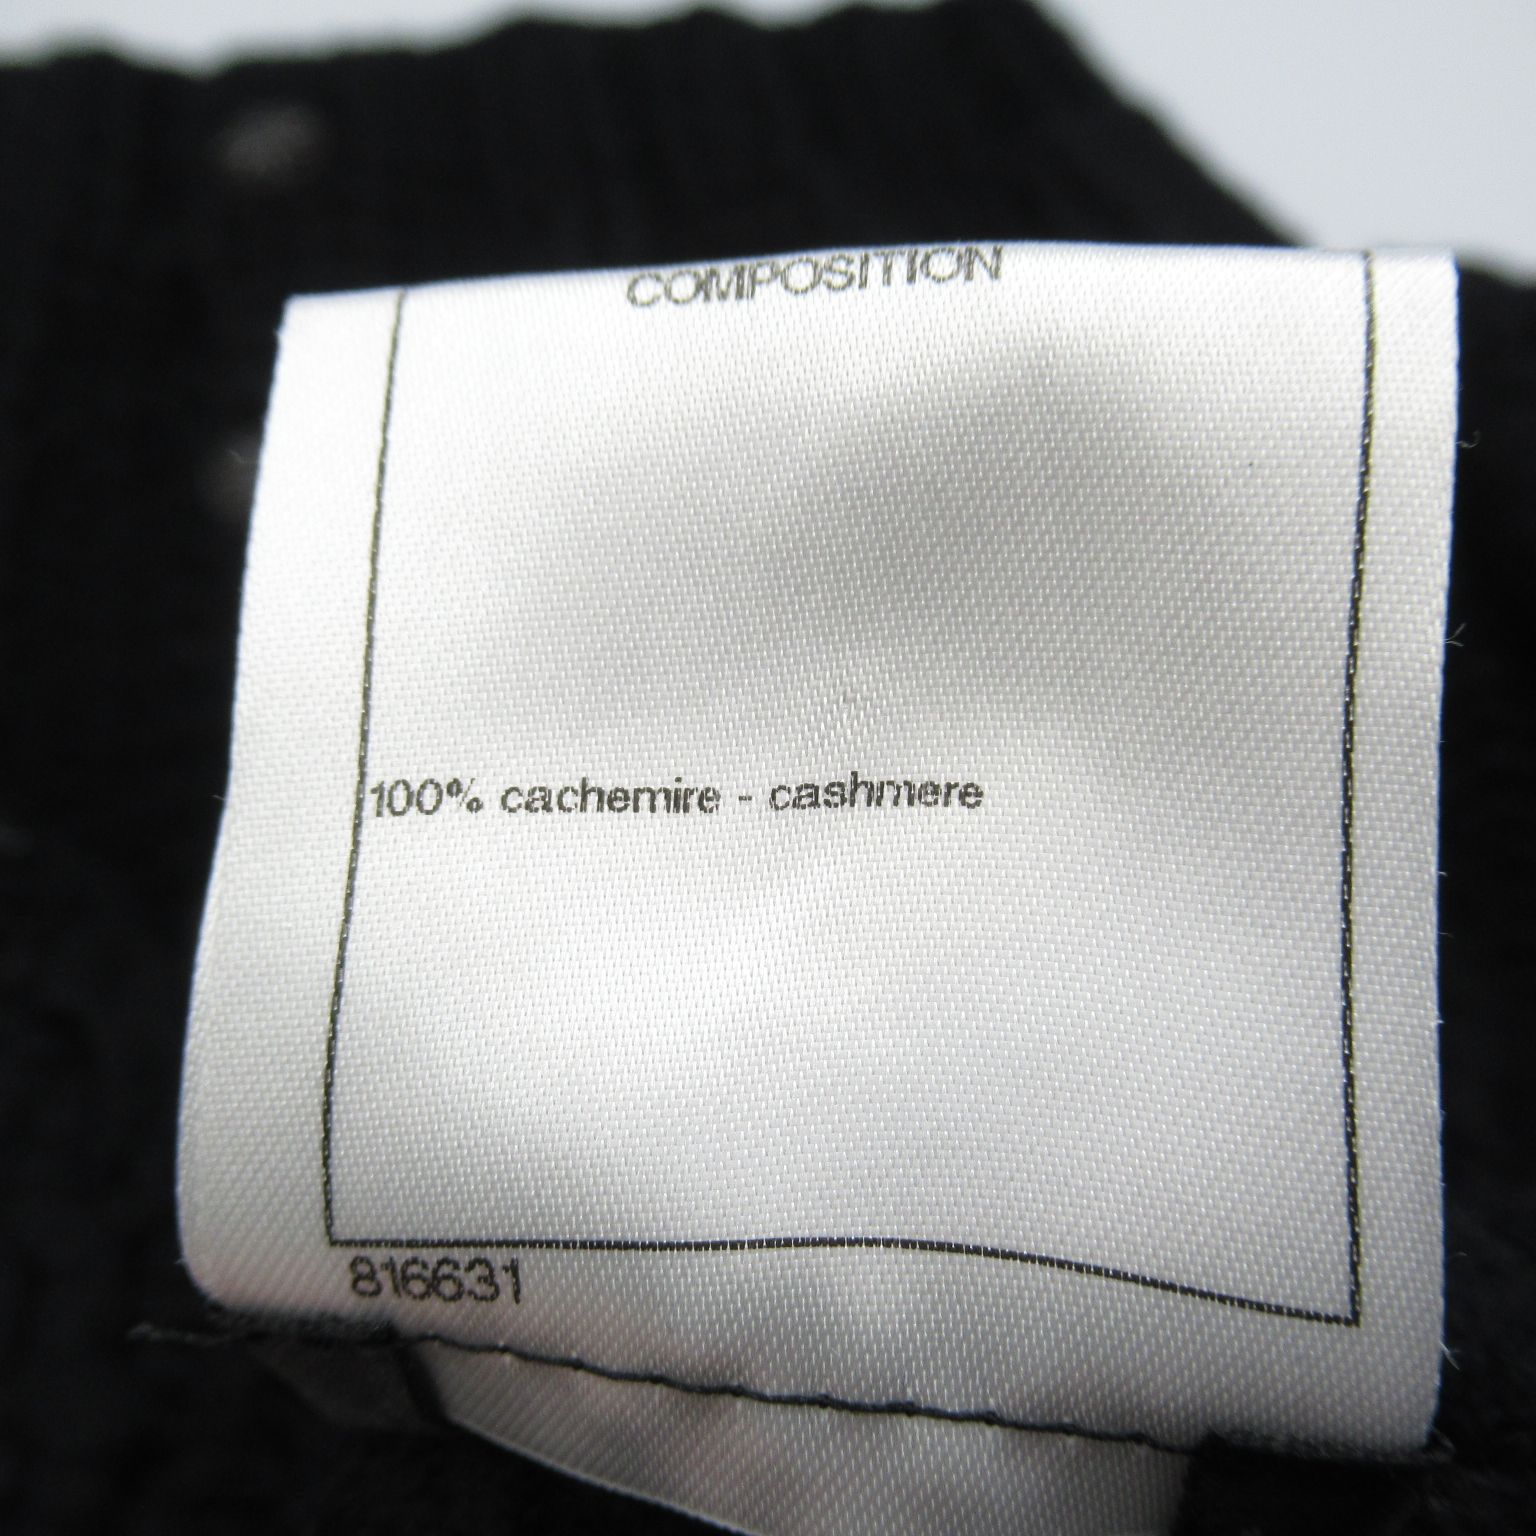 COMPOSITION
100% cachemire - cashmere
816631